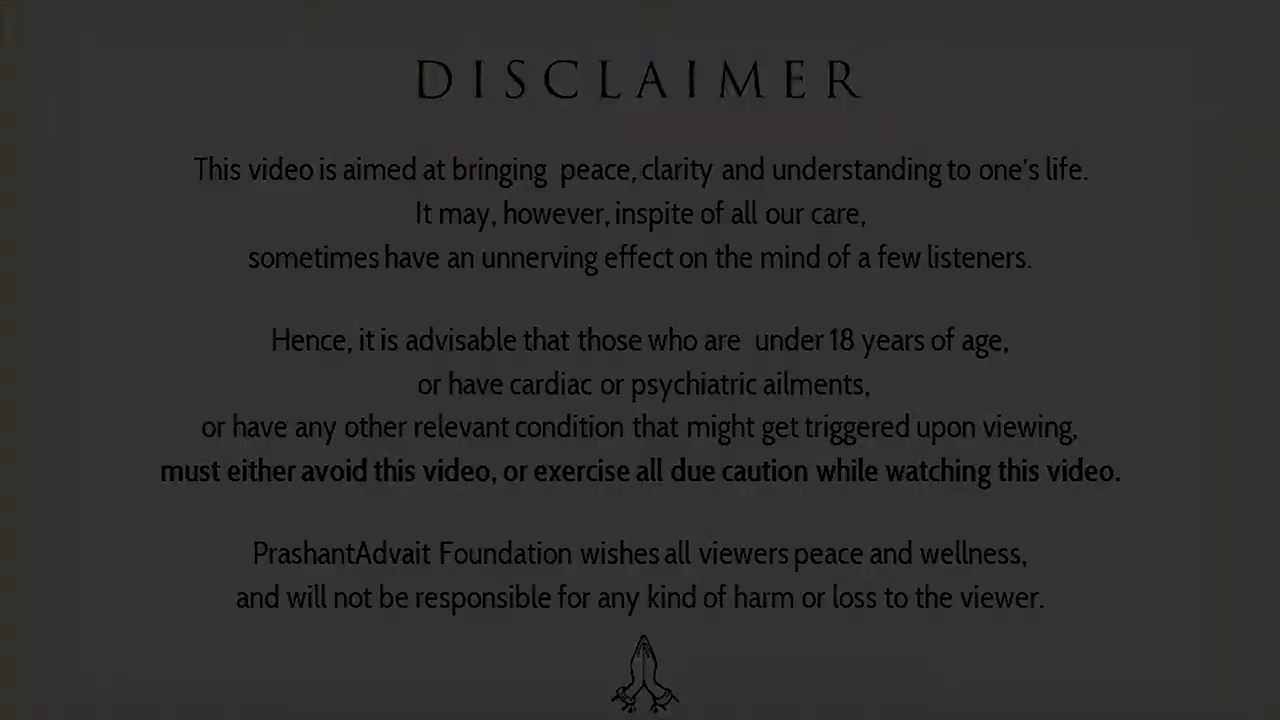 DISCLAIMER
This video is aimed at bringing peace, clarity and understanding to one's life.
It may, however, inspite of all our care,
sometimes have an unnerving effect on the mind of a few listeners.
Hence, it is advisable that those who are under 18 years of age,
or have cardiac or psychiatric ailments,
or have any other relevant condition that might get triggered upon viewing,
must either avoid this video, or exercise all due caution while watching this video.
PrashantAdvait Foundation wishes all viewers peace and wellness,
and will not be responsible for any kind of harm or loss to the viewer.